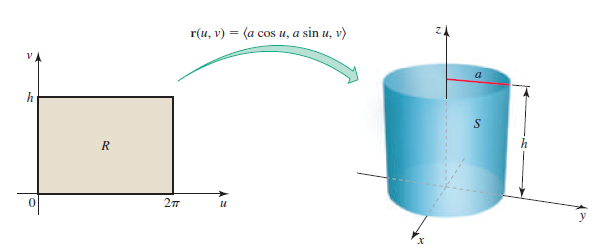 r(u, v) = ⟨a cos u, a sin u, v⟩
v
h
R
0
2π
u
z
a
S
h
y
x